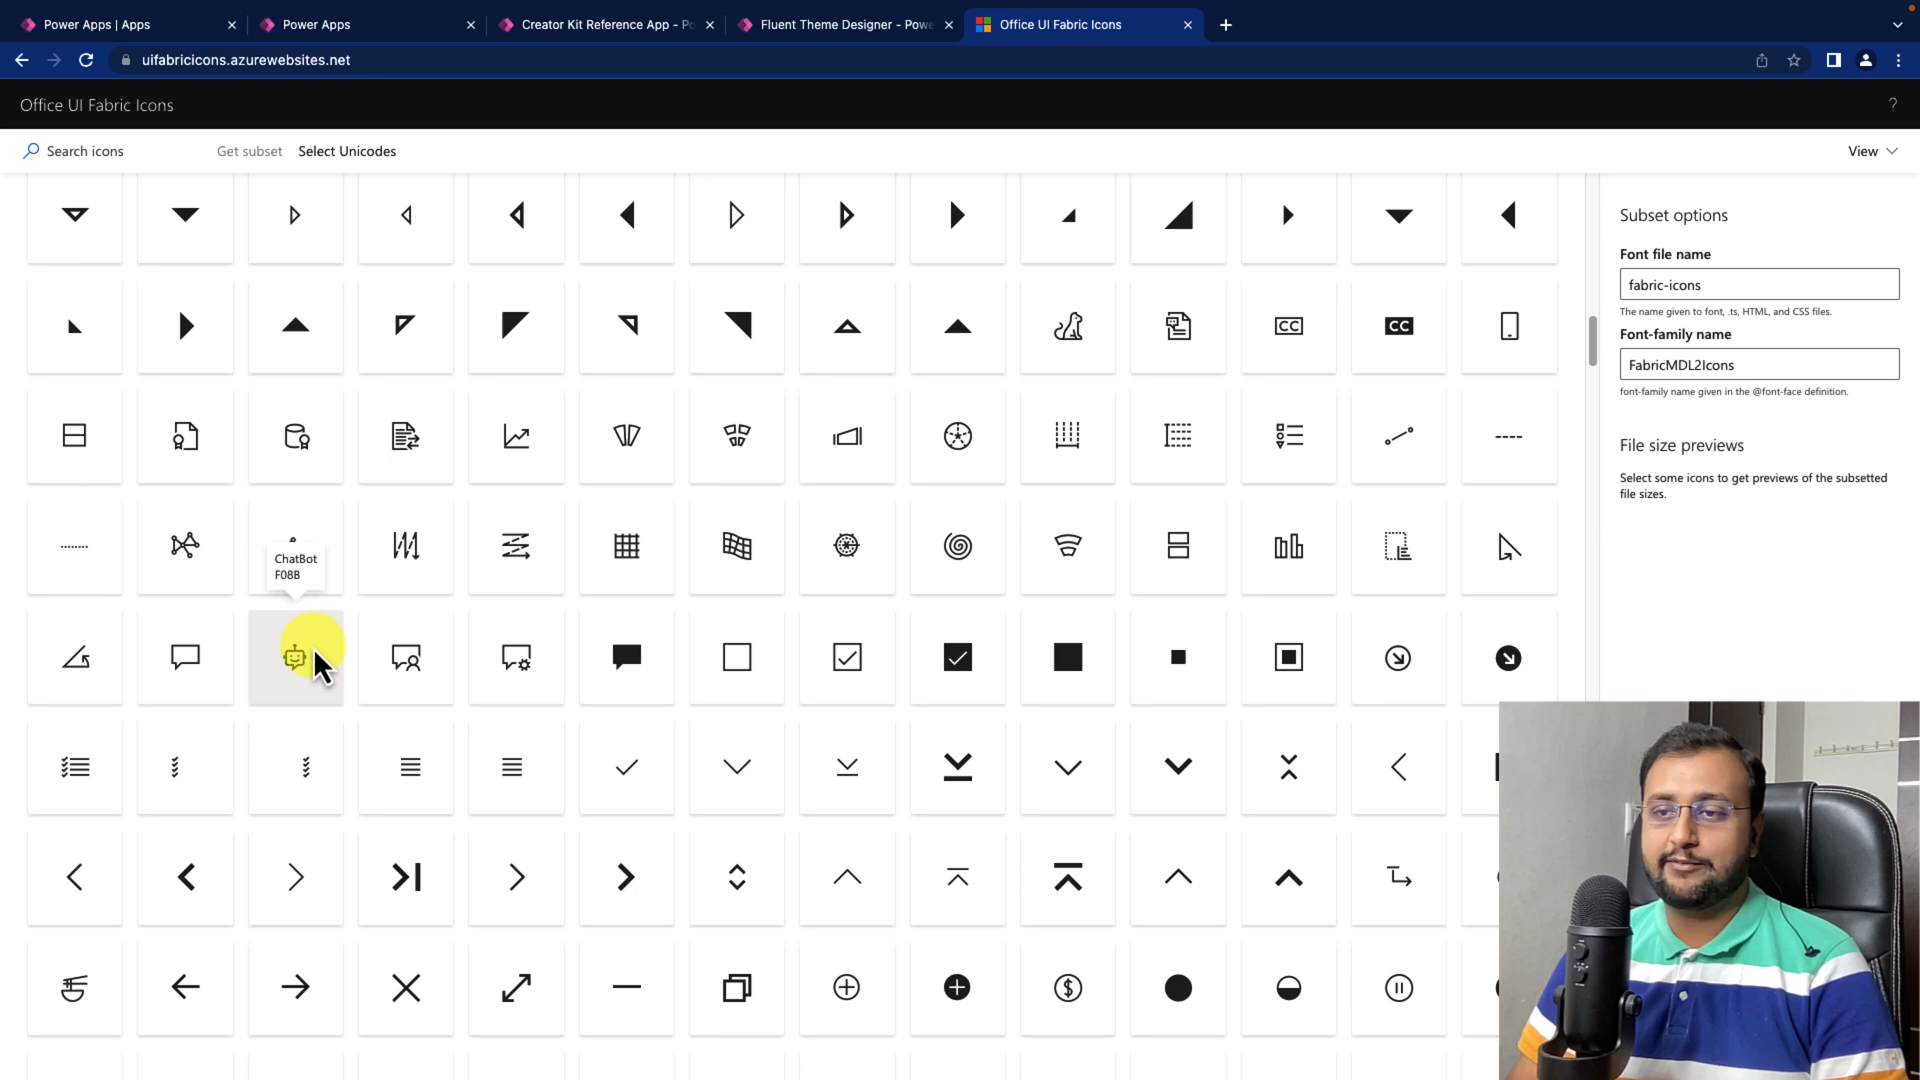 Power Apps | Apps
Power Apps
Creator Kit Reference App - Po
Fluent Theme Designer - Powe
Office UI Fabric Icons
uifabricicons.azurewebsites.net
Office UI Fabric Icons
?
Search icons
Get subset
Select Unicodes
View
Subset options
Font file name
fabric-icons
The name given to font, .ts, HTML, and CSS files.
Font-family name
FabricMDL2Icons
font-family name given in the @font-face definition.
File size previews
Select some icons to get previews of the subsetted
file sizes.
CC
CC
ChatBot
F08B
$